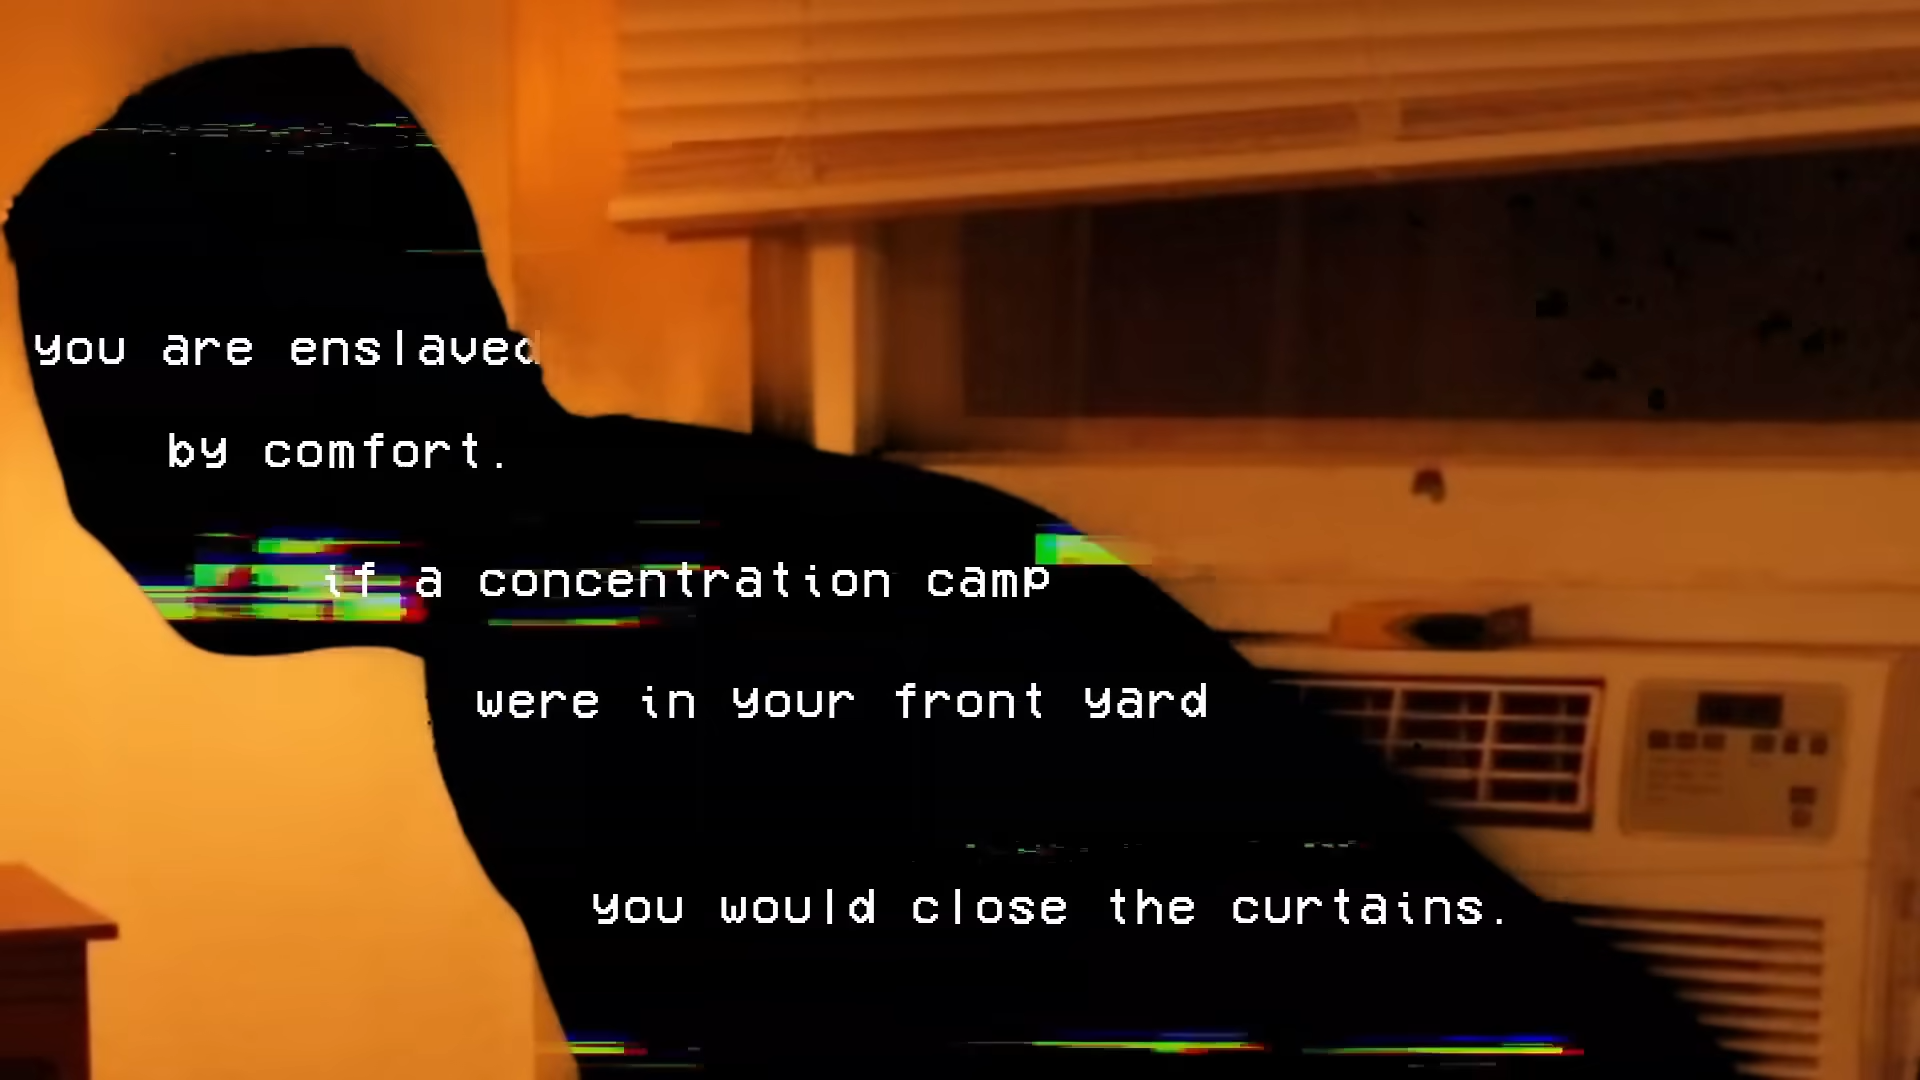 you are enslaved
by comfort.
if a concentration camp
were in your front yard
you would close the curtains.